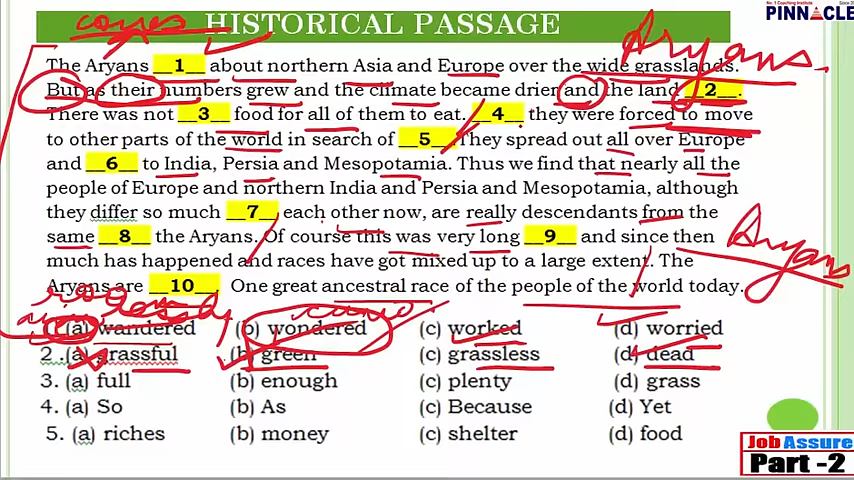 No. 1 Coaching Institute
PINNACLE
HISTORICAL PASSAGE
Aryans.
The Aryans __1__ about northern Asia and Europe over the wide grasslands.
But as their numbers grew and the climate became drier and the land __2__.
There was not __3__ food for all of them to eat. __4__ they were forced to move
to other parts of the world in search of __5__ They spread out all over Europe
and __6__ to India, Persia and Mesopotamia. Thus we find that nearly all the
people of Europe and northern India and Persia and Mesopotamia, although
they differ so much __7__ each other now, are really descendants from the
same __8__ the Aryans. Of course this was very long __9__ and since then
much has happened and races have got mixed up to a large extent. The
Aryans are __10__. One great ancestral race of the people of the world today.
Aryans
1. (a) wandered (b) wondered (c) worked (d) worried
2 .(a) grassful (b) green (c) grassless (d) dead
3. (a) full (b) enough (c) plenty (d) grass
4. (a) So (b) As (c) Because (d) Yet
5. (a) riches (b) money (c) shelter (d) food
Job Assure
Part -2